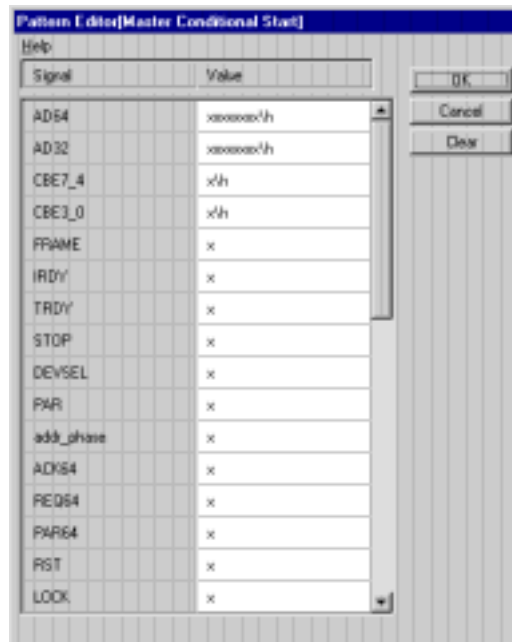 Pattern Editor[Master Conditional Start]
Help
Signal Value
OK
Cancel
Clear
AD64 xxxxxxxx\h
AD32 xxxxxxxx\h
CBE7_4 x\h
CBE3_0 x\h
FRAME x
IRDY x
TRDY x
STOP x
DEVSEL x
PAR x
addr_phase x
ACK64 x
REQ64 x
PAR64 x
RST x
LOCK x